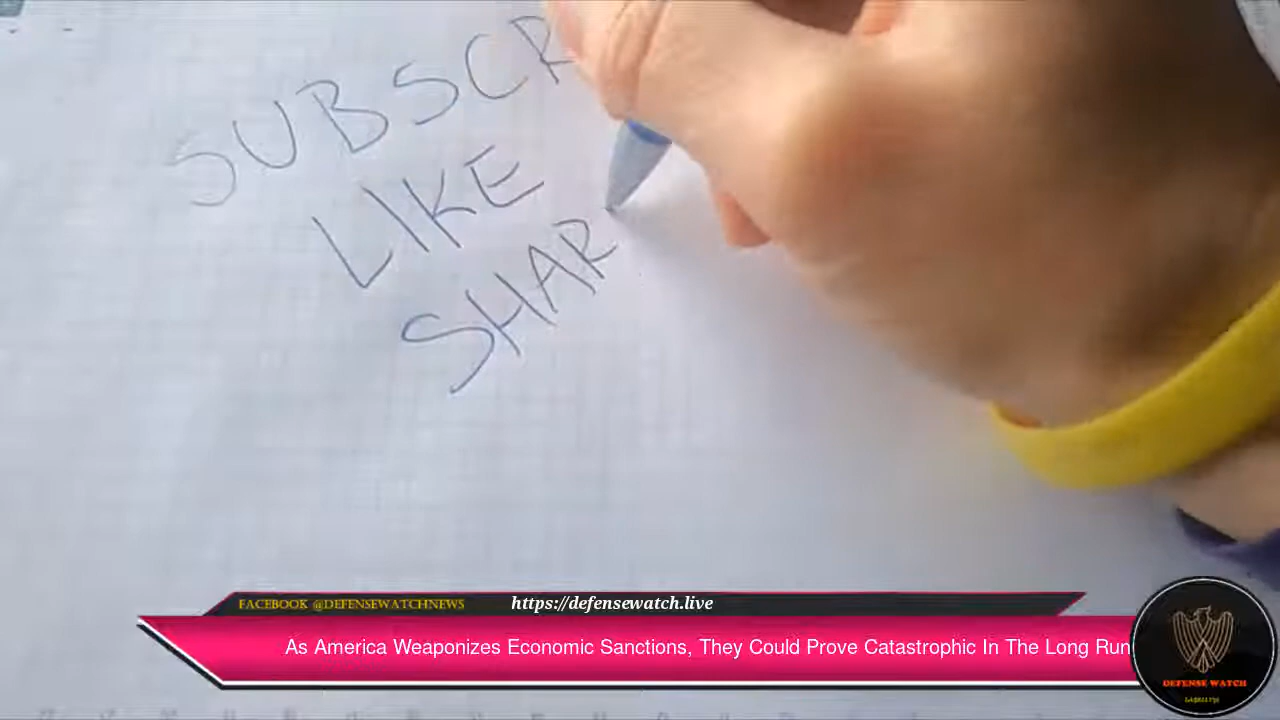 SUBSCR
LIKE
SHAR
FACEBOOK @DEFENSEWATCHNEWS
https://defensewatch.live
As America Weaponizes Economic Sanctions, They Could Prove Catastrophic In The Long Run
DEFENSE WATCH